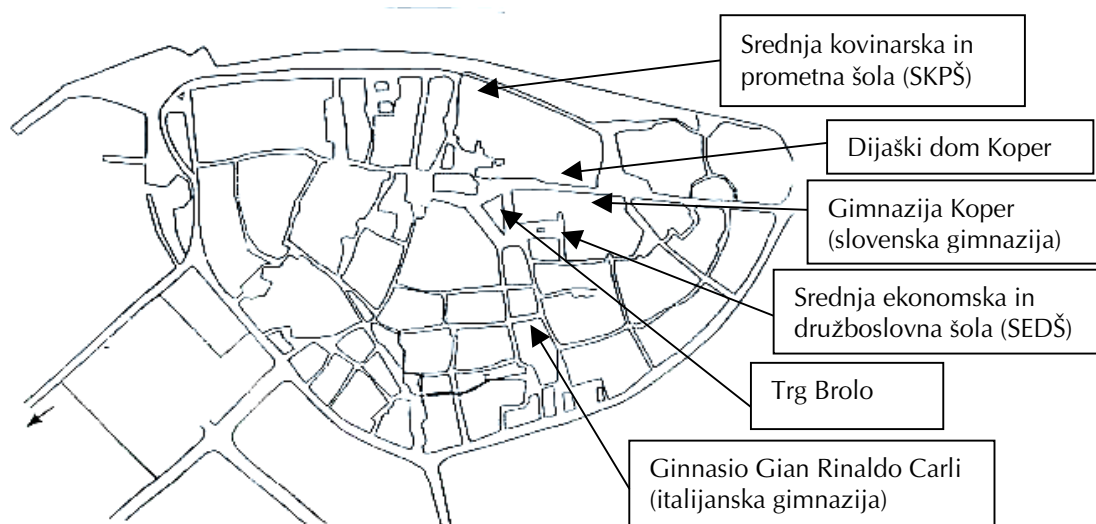 Srednja kovinarska in
prometna šola (SKPŠ)
Dijaški dom Koper
Gimnazija Koper
(slovenska gimnazija)
Srednja ekonomska in
družboslovna šola (SEDŠ)
Trg Brolo
Ginnasio Gian Rinaldo Carli
(italijanska gimnazija)